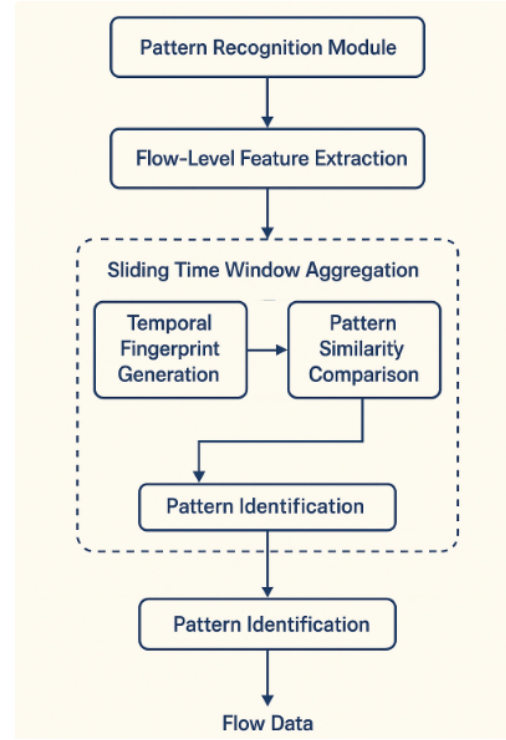 Pattern Recognition Module
Flow-Level Feature Extraction
Sliding Time Window Aggregation
Temporal
Fingerprint
Generation
Pattern
Similarity
Comparison
Pattern Identification
Pattern Identification
Flow Data